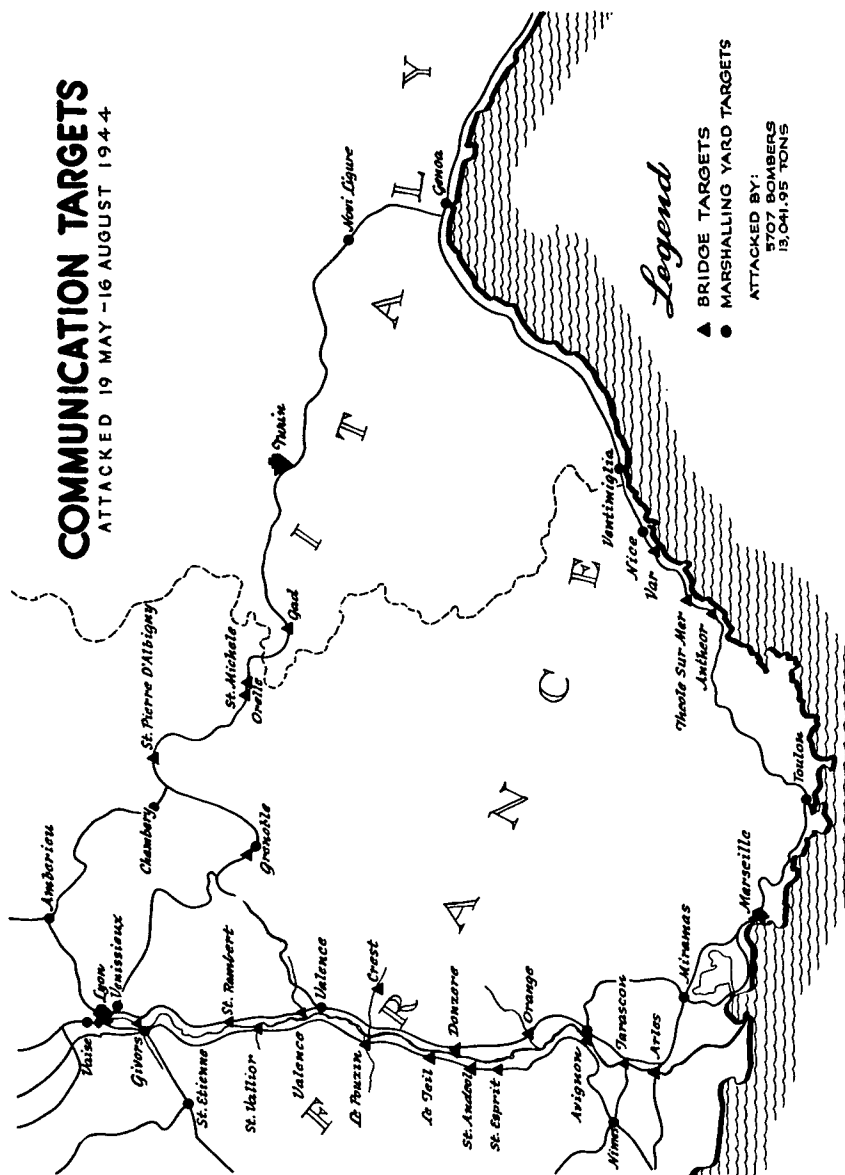 COMMUNICATION TARGETS
ATTACKED 19 MAY - 16 AUGUST 1944
Amberieu
Lyon
Venissieux
Vaise
Givors
St. Etienne
Chambery
St. Pierre D'Albigny
Grenoble
St. Michele
Orelle
Gad
Turin
Novi Ligure
Genoa
ITALY
FRANCE
St. Rambert
St. Vallior
Valence
Valence
Crest
Le Pouzin
Donzere
Le Teil
St. Andeol
St. Esprit
Orange
Avignon
Tarascon
Arles
Nimes
Miramas
Marseille
Toulon
Antheor
Theole Sur Mer
Var
Nice
Ventimiglia
Legend
BRIDGE TARGETS
MARSHALLING YARD TARGETS
ATTACKED BY:
5707 BOMBERS
13,041.95 TONS